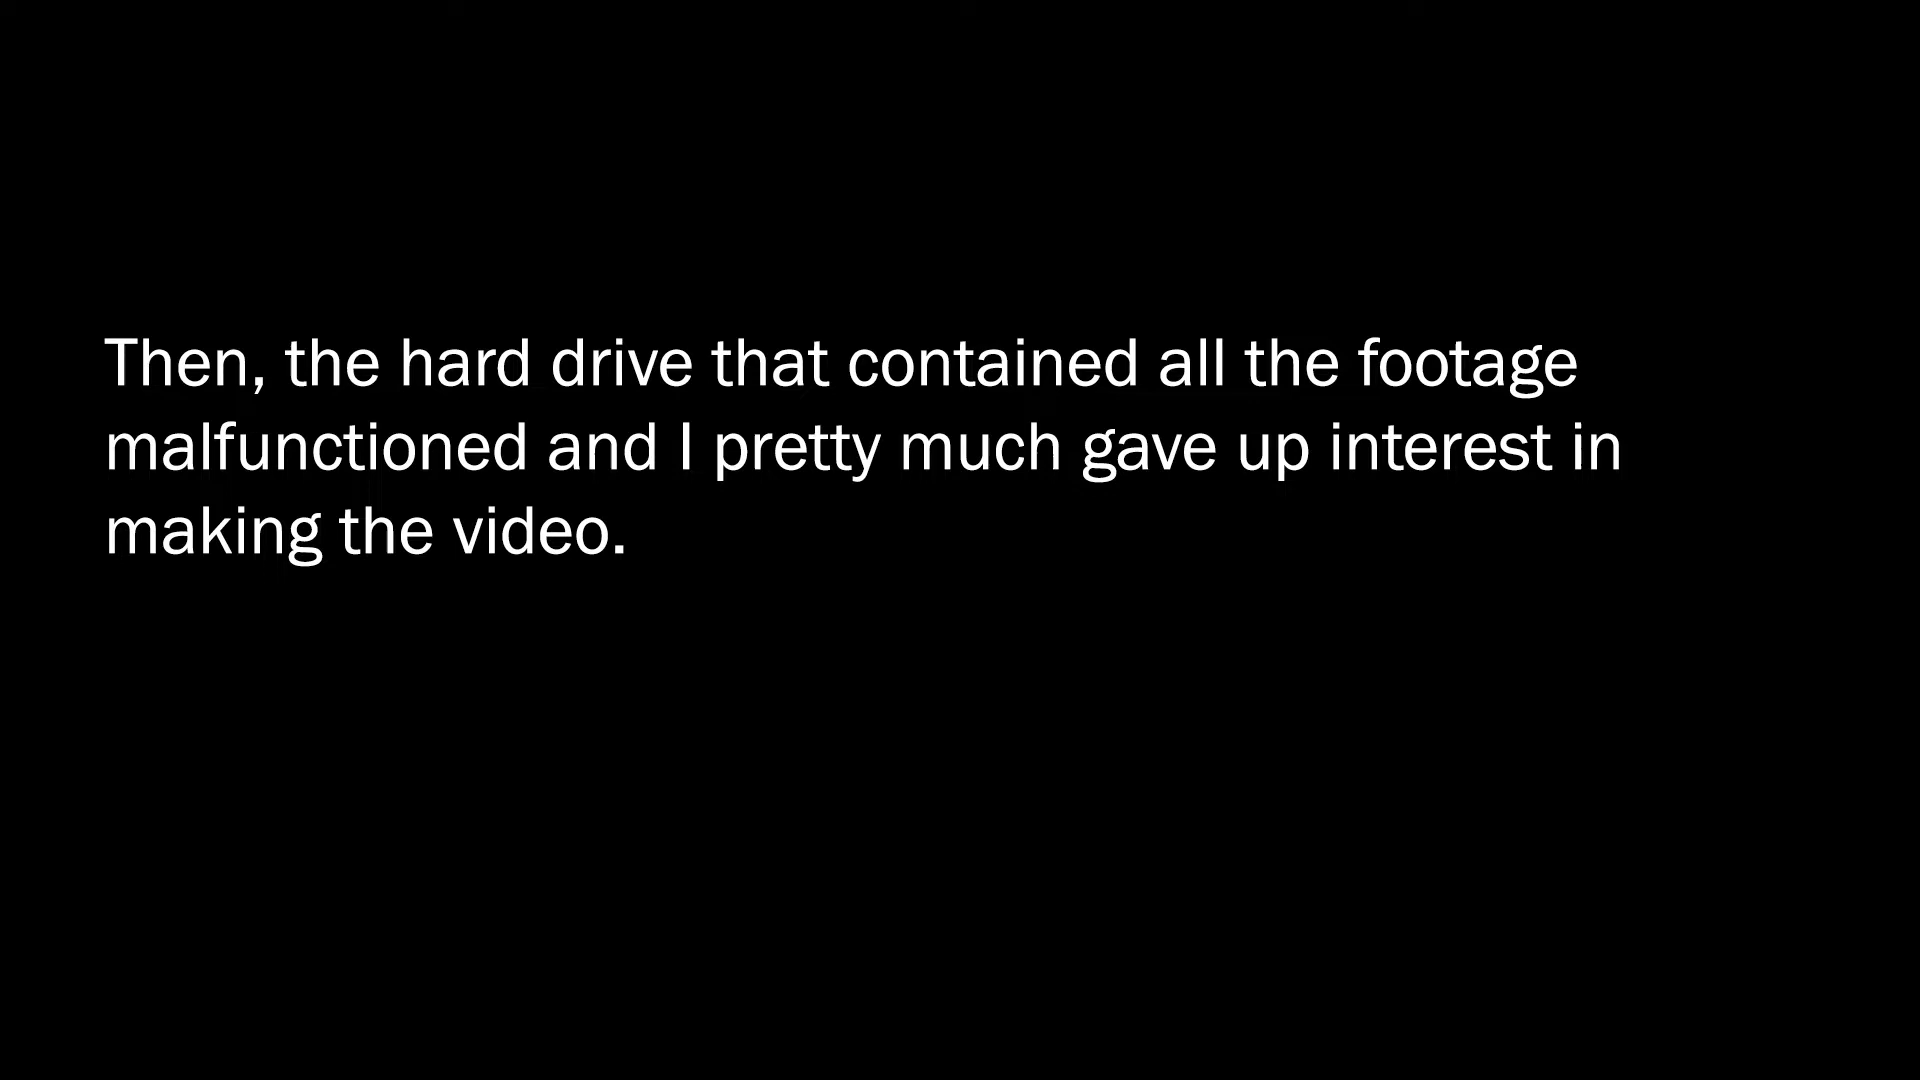 Then, the hard drive that contained all the footage
malfunctioned and I pretty much gave up interest in
making the video.